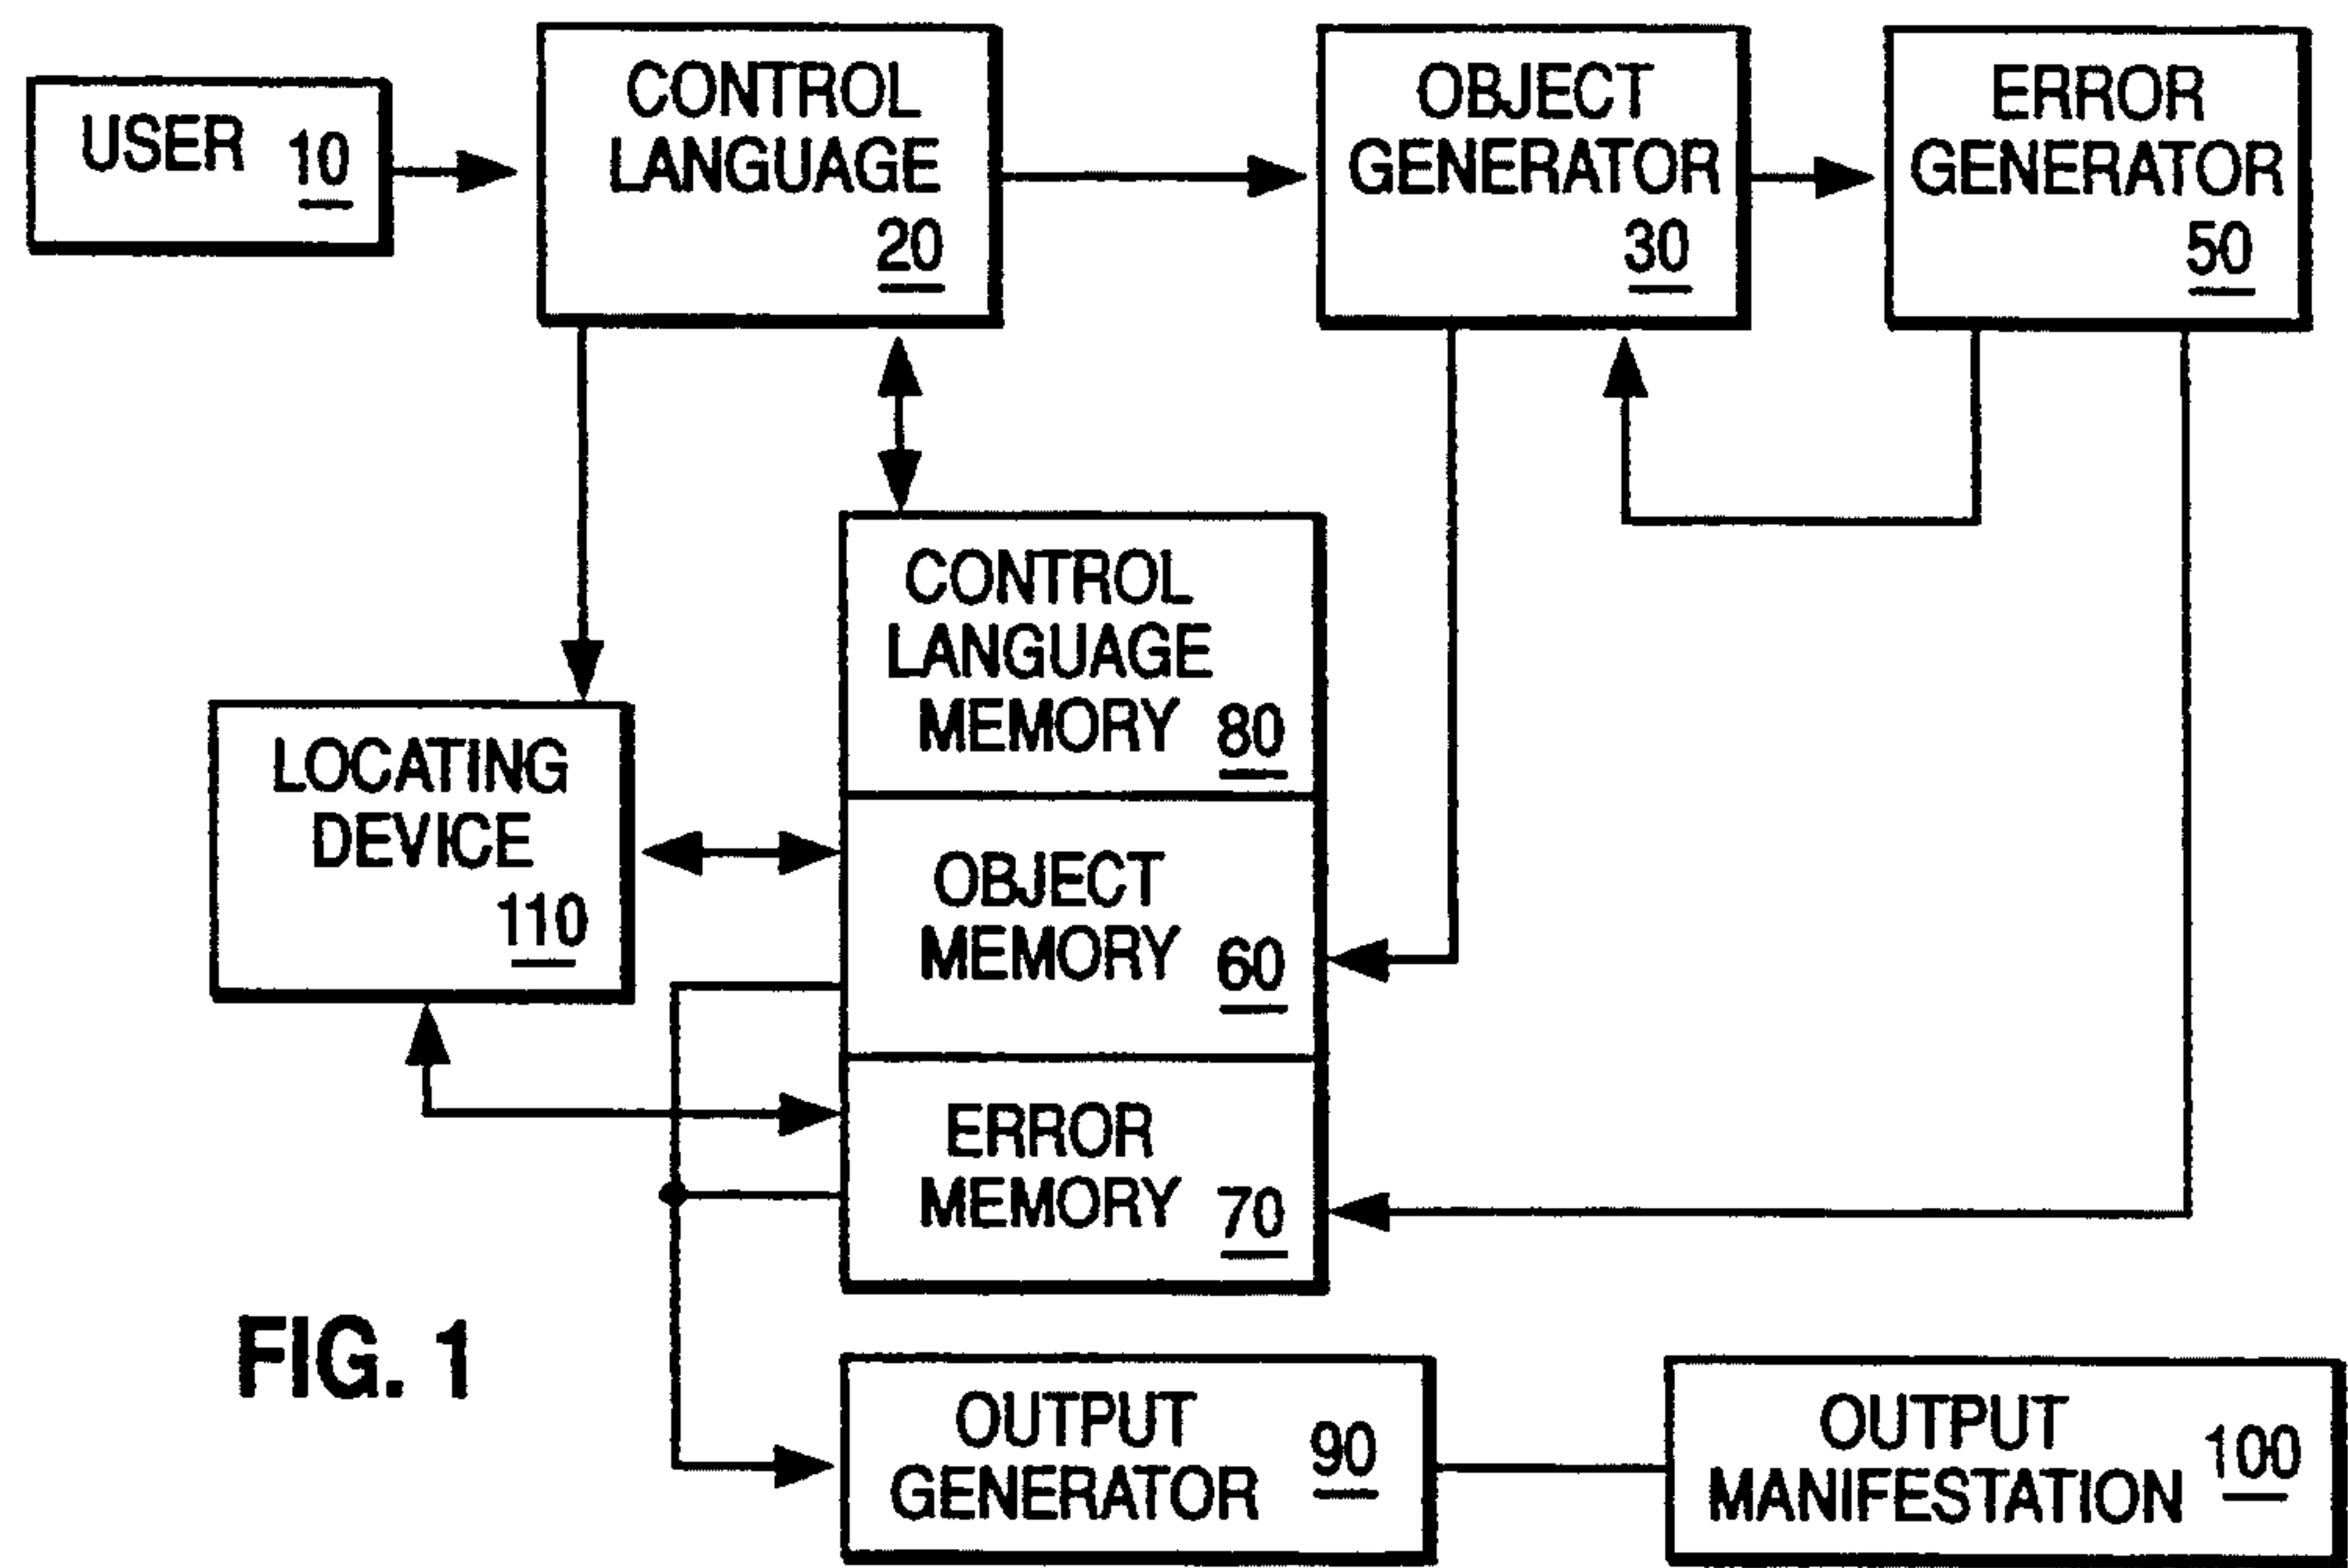 USER 10
CONTROL
LANGUAGE
20
OBJECT
GENERATOR
30
ERROR
GENERATOR
50
CONTROL
LANGUAGE
MEMORY 80
LOCATING
DEVICE
110
OBJECT
MEMORY 60
ERROR
MEMORY 70
FIG. 1
OUTPUT
GENERATOR 90
OUTPUT
MANIFESTATION 100